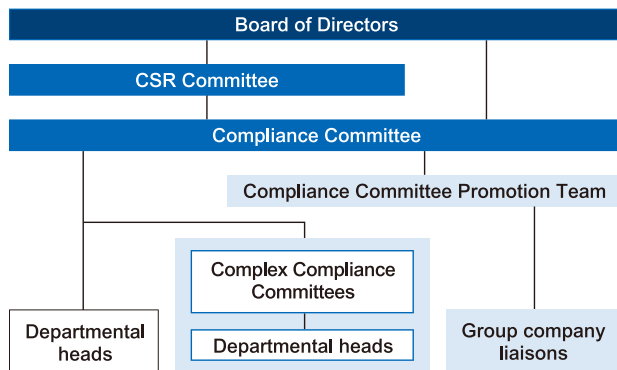 Board of Directors
CSR Committee
Compliance Committee
Compliance Committee Promotion Team
Complex Compliance
Committees
Departmental
heads
Departmental heads
Group company
liaisons